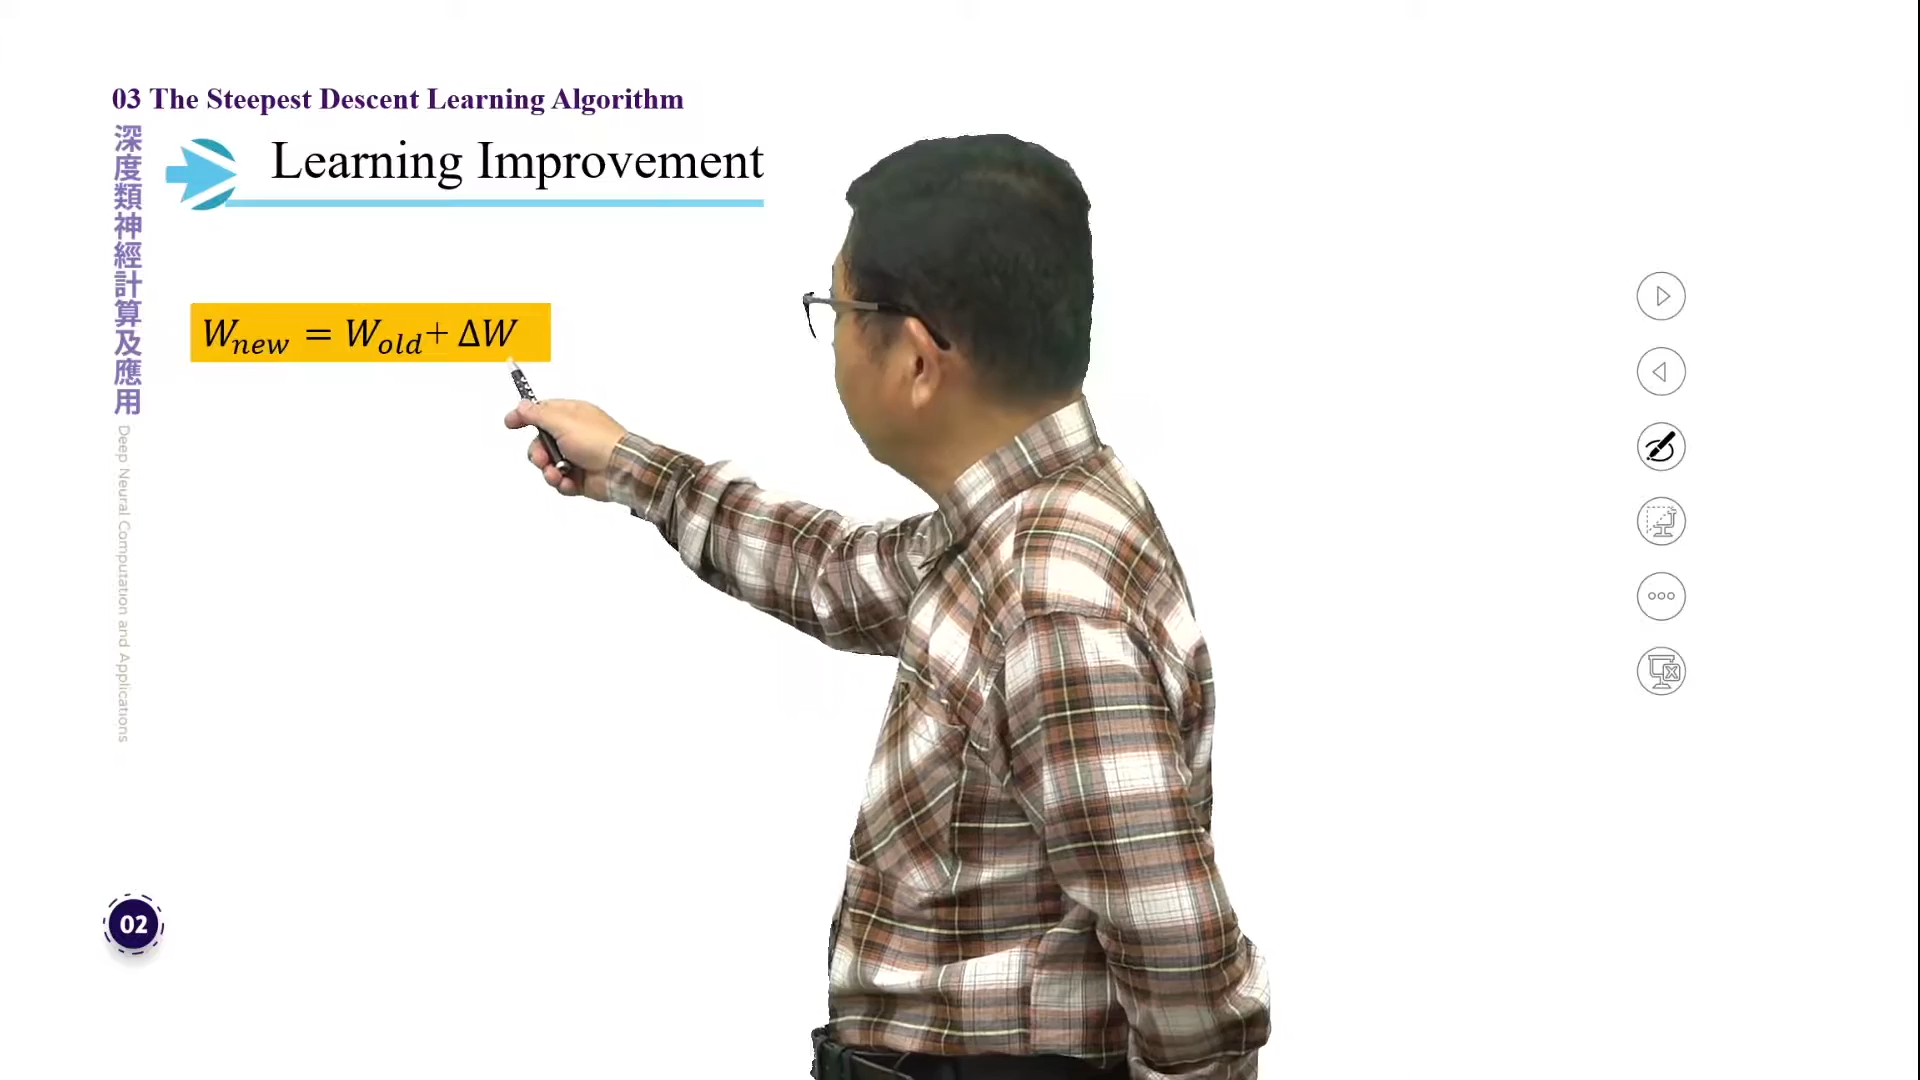 03 The Steepest Descent Learning Algorithm
深度類神經計算及應用
Deep Neural Computation and Applications
Learning Improvement
W_new = W_old + ΔW
02